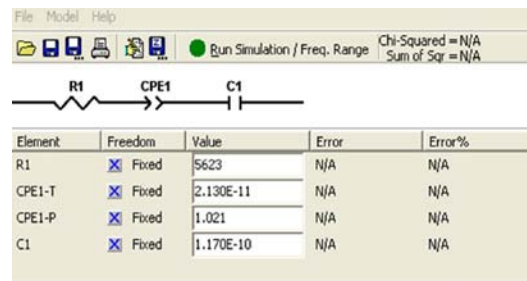 File Model Help
Run Simulation / Freq. Range Chi-Squared = N/A
Sum of Sqr = N/A
R1 CPE1 C1
Element Freedom Value Error Error%
R1 Fixed 5623 N/A N/A
CPE1-T Fixed 2.130E-11 N/A N/A
CPE1-P Fixed 1.021 N/A N/A
C1 Fixed 1.170E-10 N/A N/A